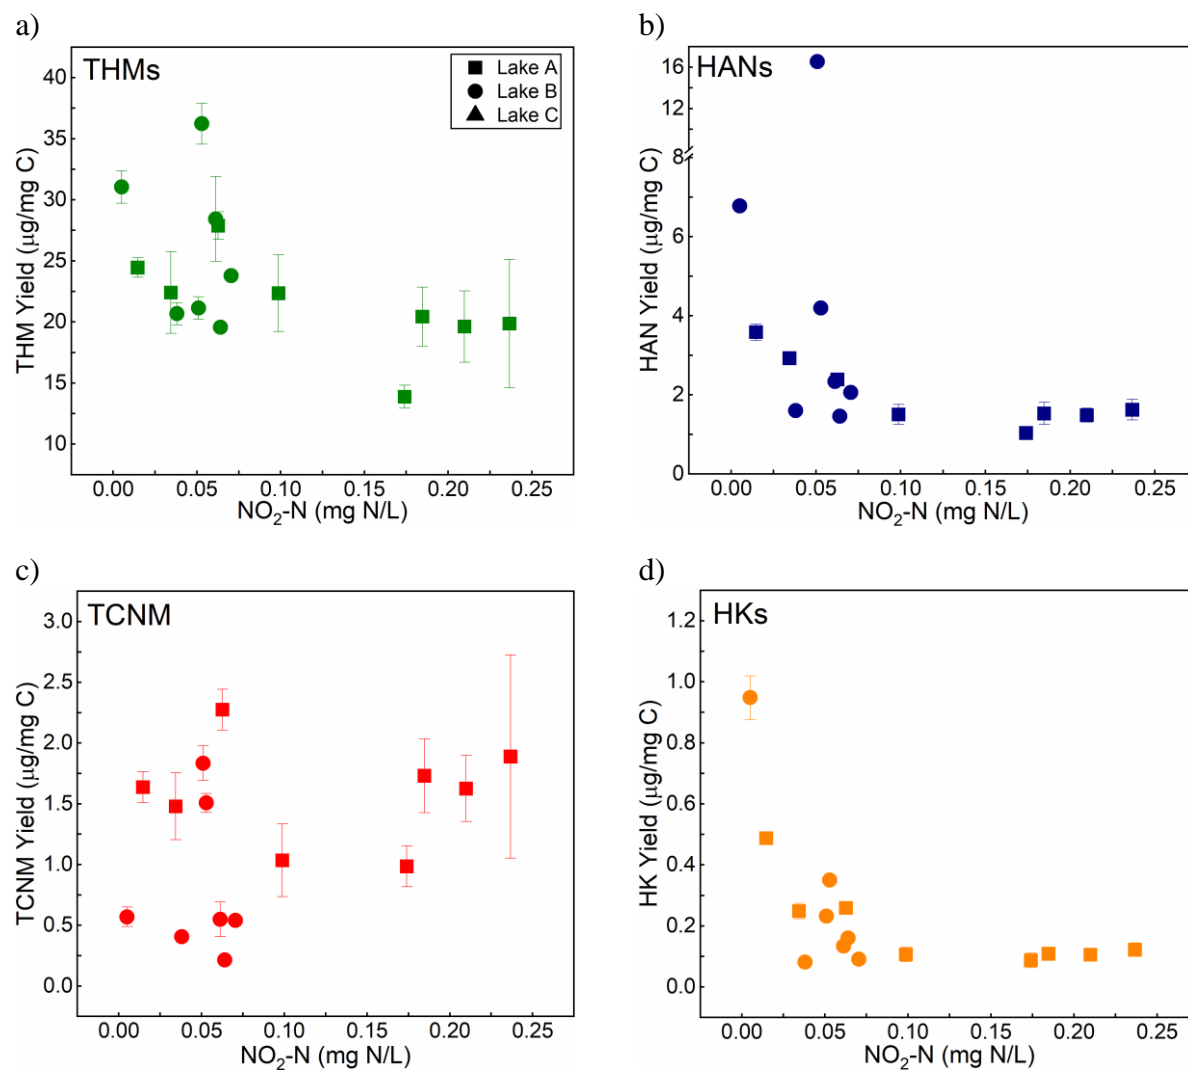 a)
THMs
Lake A
Lake B
Lake C
40
35
30
25
20
15
10
THM Yield (µg/mg C)
0.00 0.05 0.10 0.15 0.20 0.25
NO₂-N (mg N/L)
b)
HANs
16
12
8
6
4
2
0
HAN Yield (µg/mg C)
0.00 0.05 0.10 0.15 0.20 0.25
NO₂-N (mg N/L)
c)
TCNM
3.0
2.5
2.0
1.5
1.0
0.5
0.0
TCNM Yield (µg/mg C)
0.00 0.05 0.10 0.15 0.20 0.25
NO₂-N (mg N/L)
d)
HKs
1.2
1.0
0.8
0.6
0.4
0.2
0.0
HK Yield (µg/mg C)
0.00 0.05 0.10 0.15 0.20 0.25
NO₂-N (mg N/L)